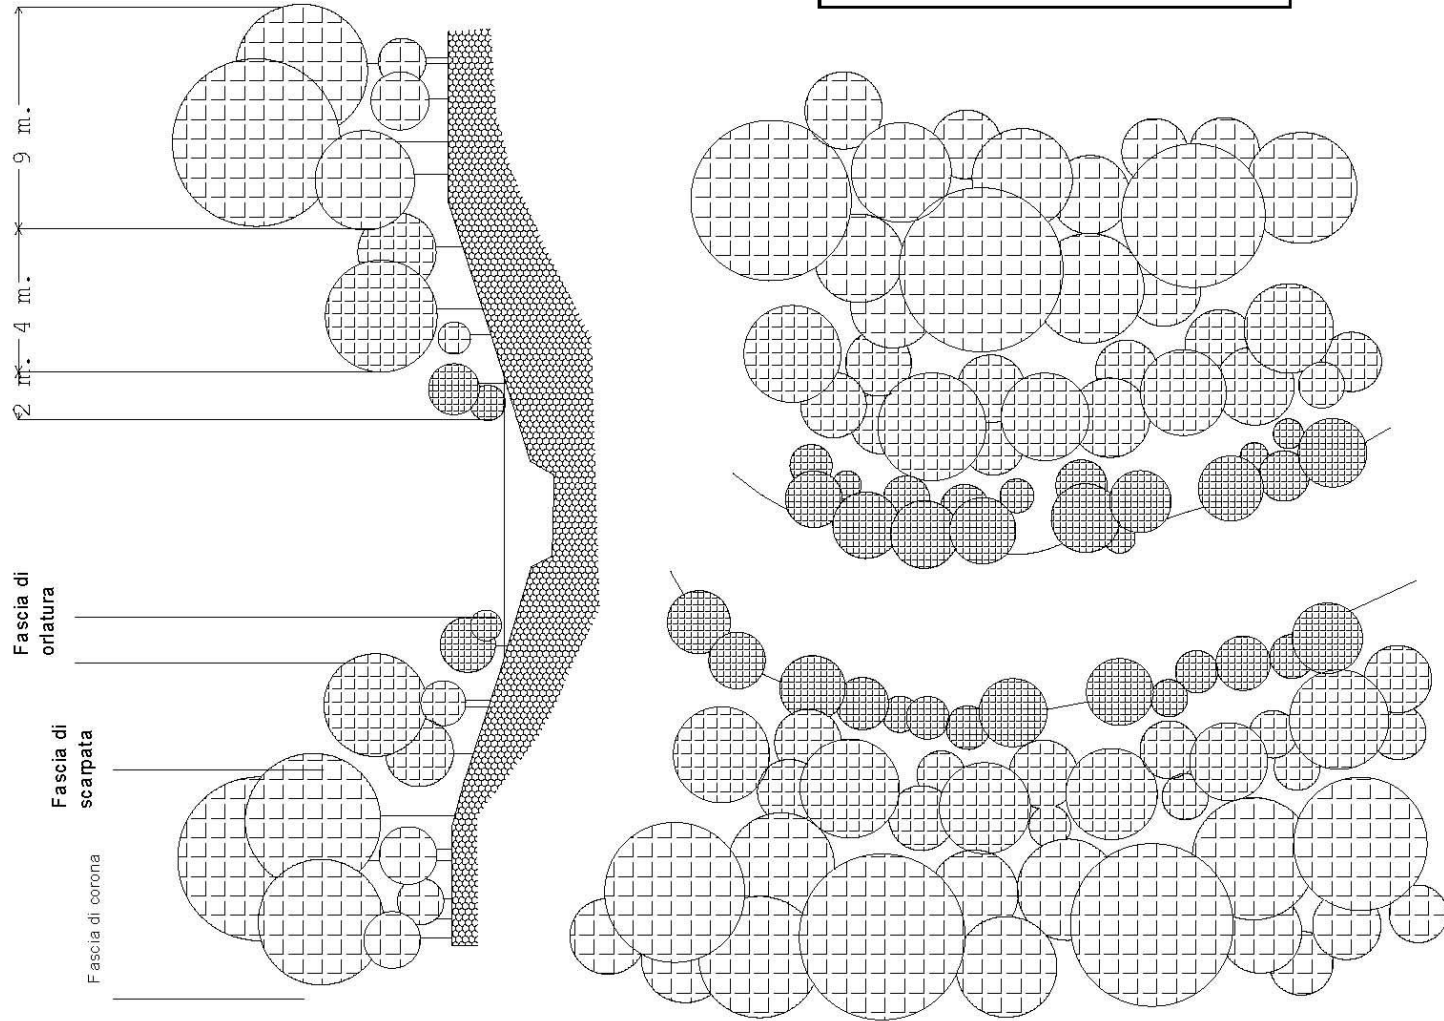 9 m.
4 m.
2 m.
Fascia di
orlatura
Fascia di
scarpata
Fascia di corona